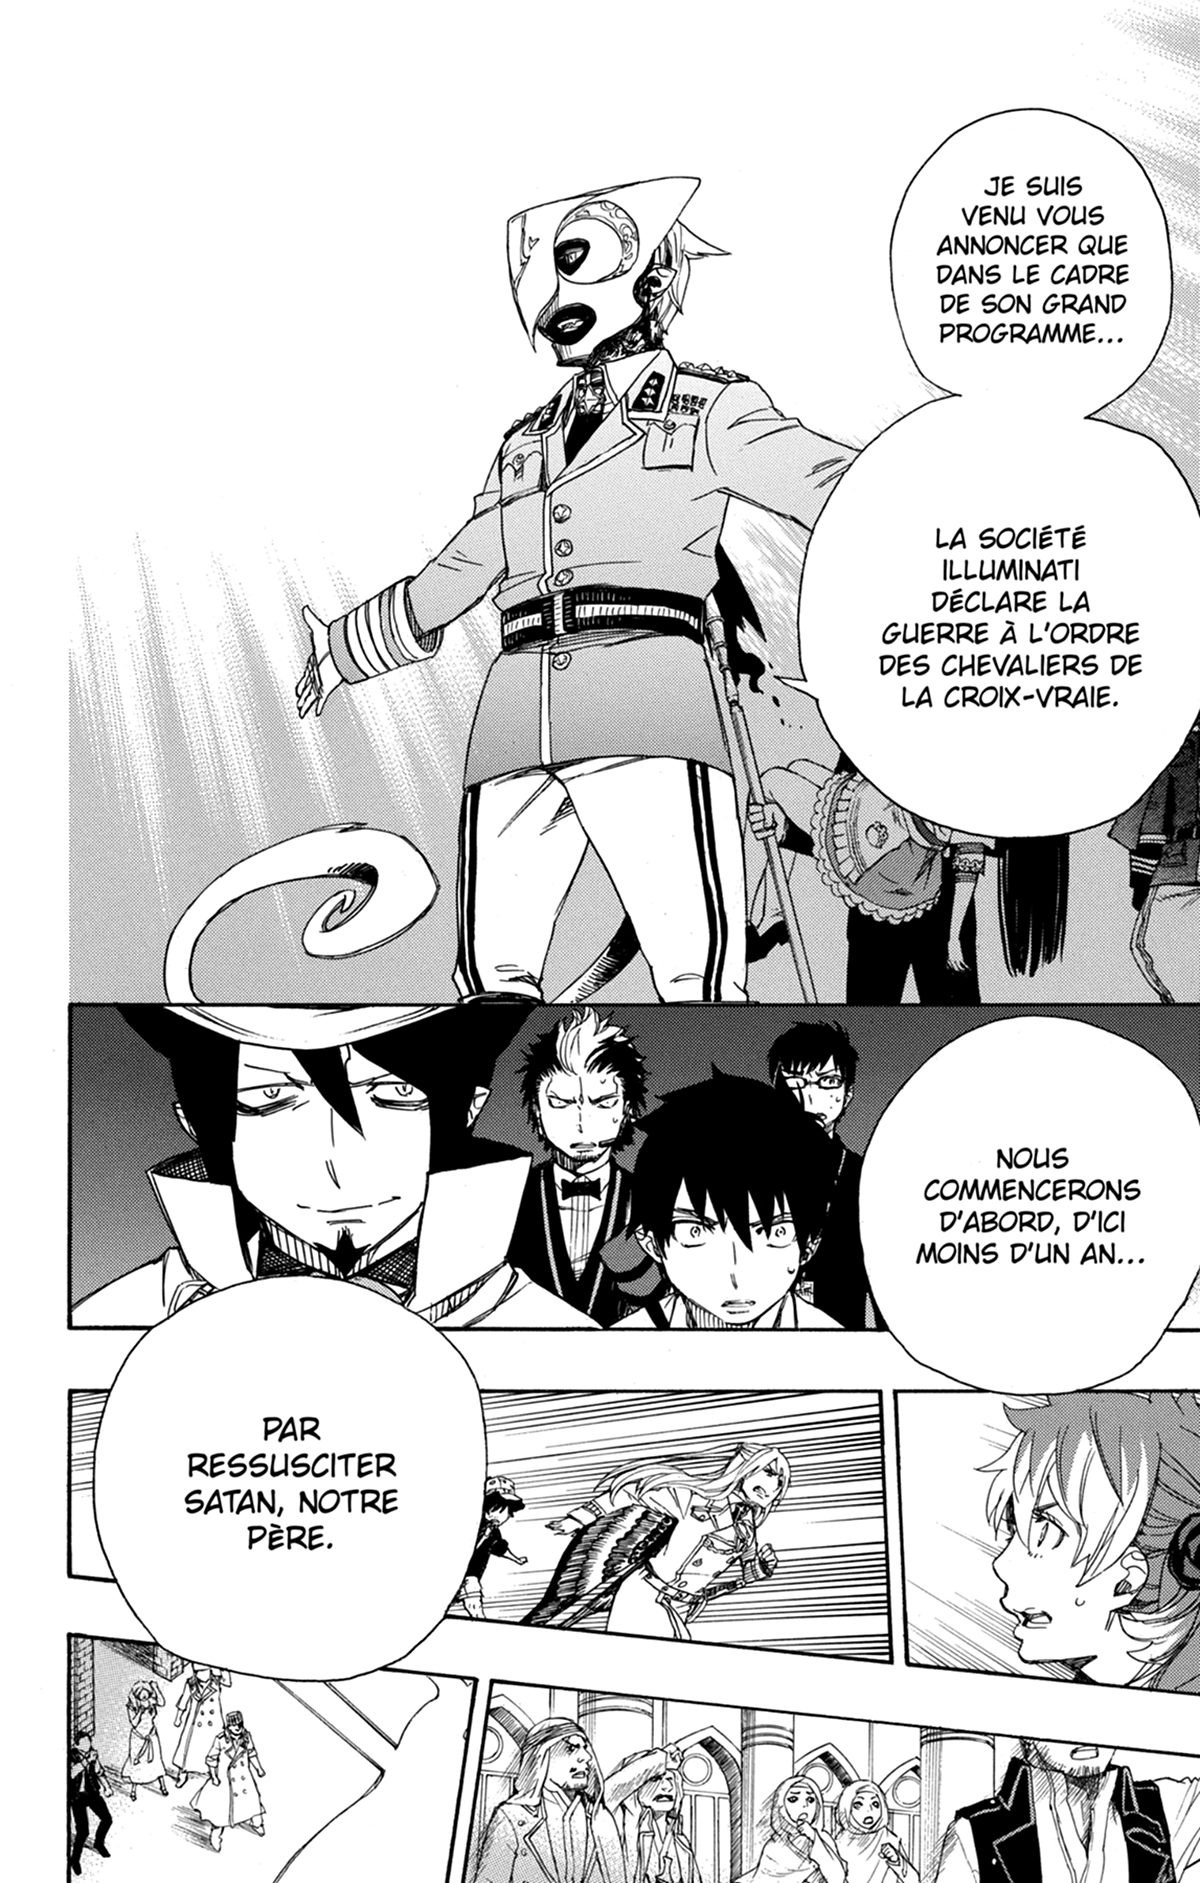 JE SUIS
VENU VOUS
ANNONCER QUE
DANS LE CADRE
DE SON GRAND
PROGRAMME...
LA SOCIÉTÉ
ILLUMINATI
DÉCLARE LA
GUERRE À L'ORDRE
DES CHEVALIERS DE
LA CROIX-VRAIE.
NOUS
COMMENCERONS
D'ABORD, D'ICI
MOINS D'UN AN...
PAR
RESSUSCITER
SATAN, NOTRE
PÈRE.